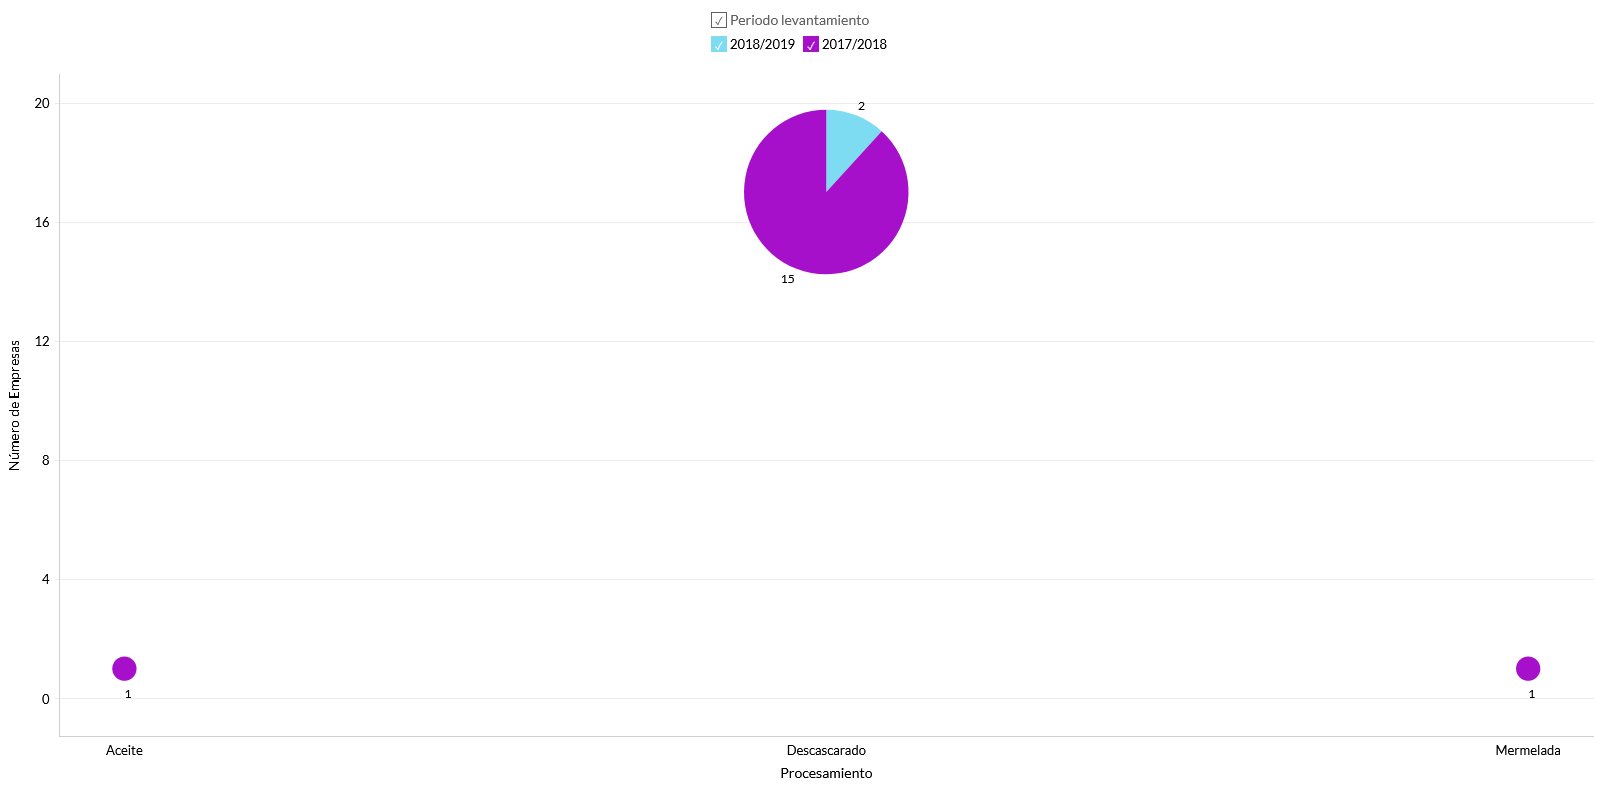 Periodo levantamiento
2018/2019 2017/2018
20
16
12
8
4
0
Número de Empresas
2
15
1
1
Aceite Descascarado Mermelada
Procesamiento